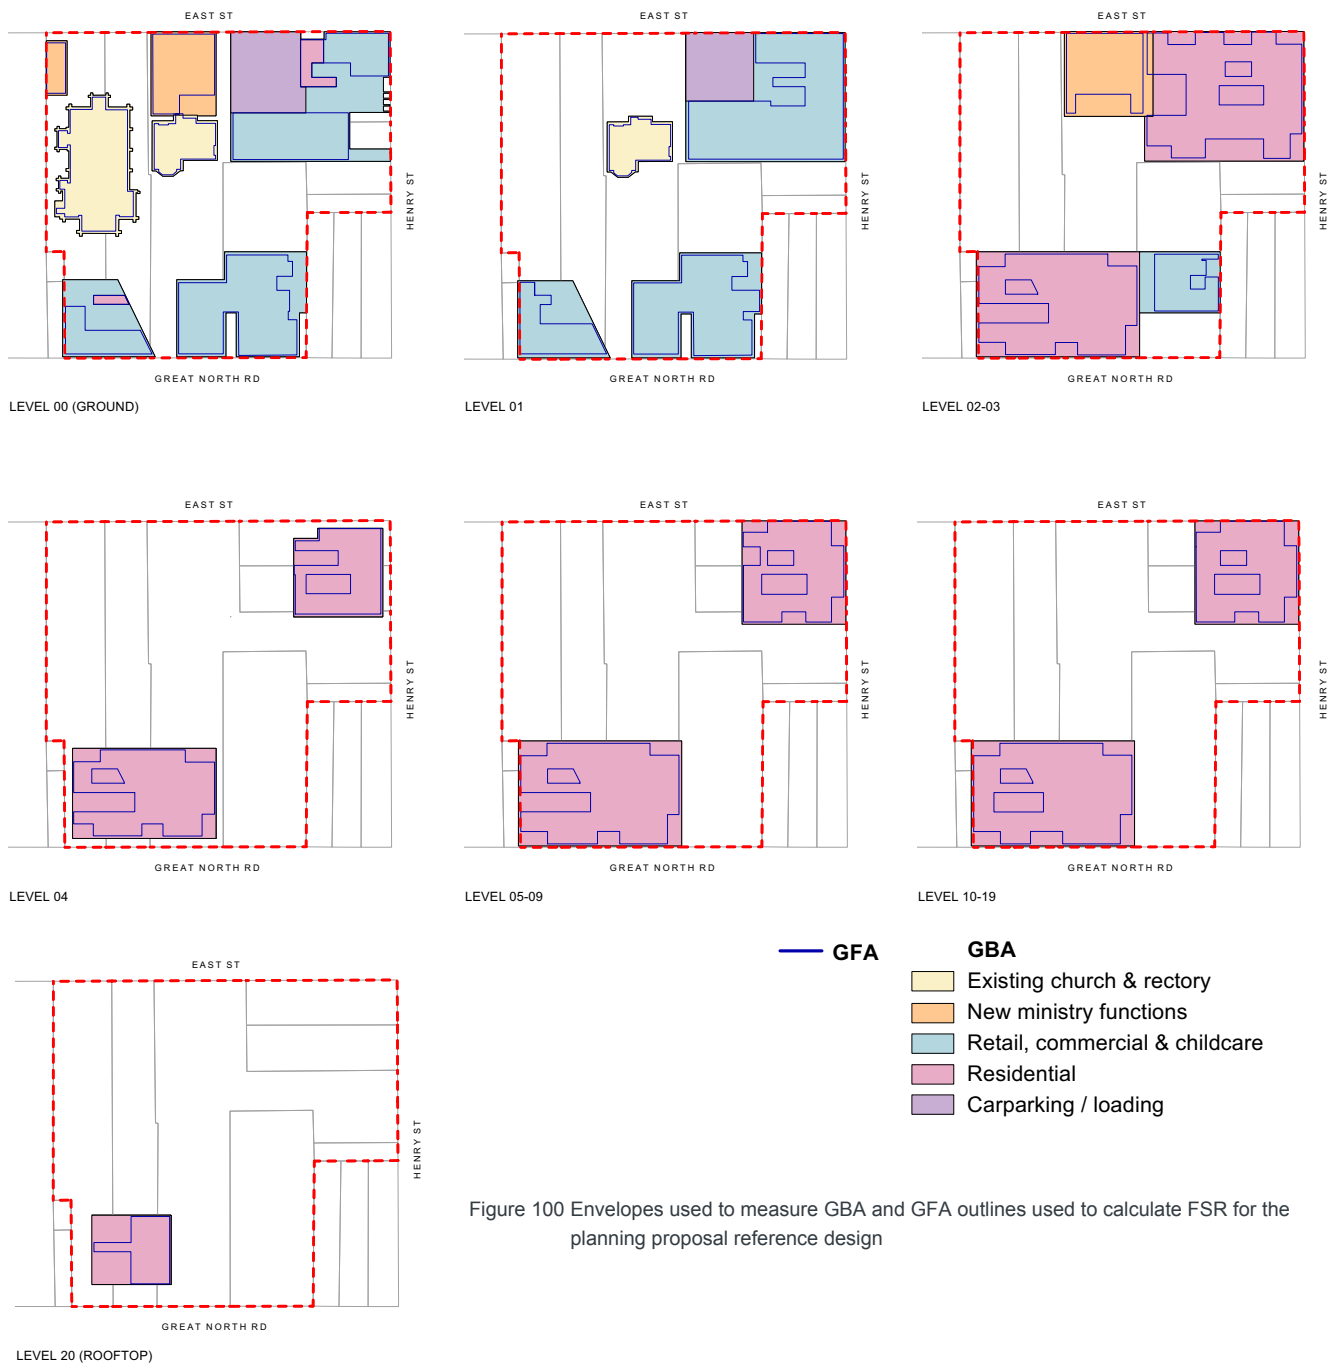 EAST ST
HENRY ST
GREAT NORTH RD
LEVEL 00 (GROUND)
EAST ST
GREAT NORTH RD
LEVEL 01
EAST ST
HENRY ST
GREAT NORTH RD
LEVEL 02-03
EAST ST
HENRY ST
GREAT NORTH RD
LEVEL 04
EAST ST
GREAT NORTH RD
LEVEL 05-09
EAST ST
HENRY ST
GREAT NORTH RD
LEVEL 10-19
EAST ST
HENRY ST
GREAT NORTH RD
LEVEL 20 (ROOFTOP)
GFA
GBA
Existing church & rectory
New ministry functions
Retail, commercial & childcare
Residential
Carparking / loading
Figure 100 Envelopes used to measure GBA and GFA outlines used to calculate FSR for the
planning proposal reference design